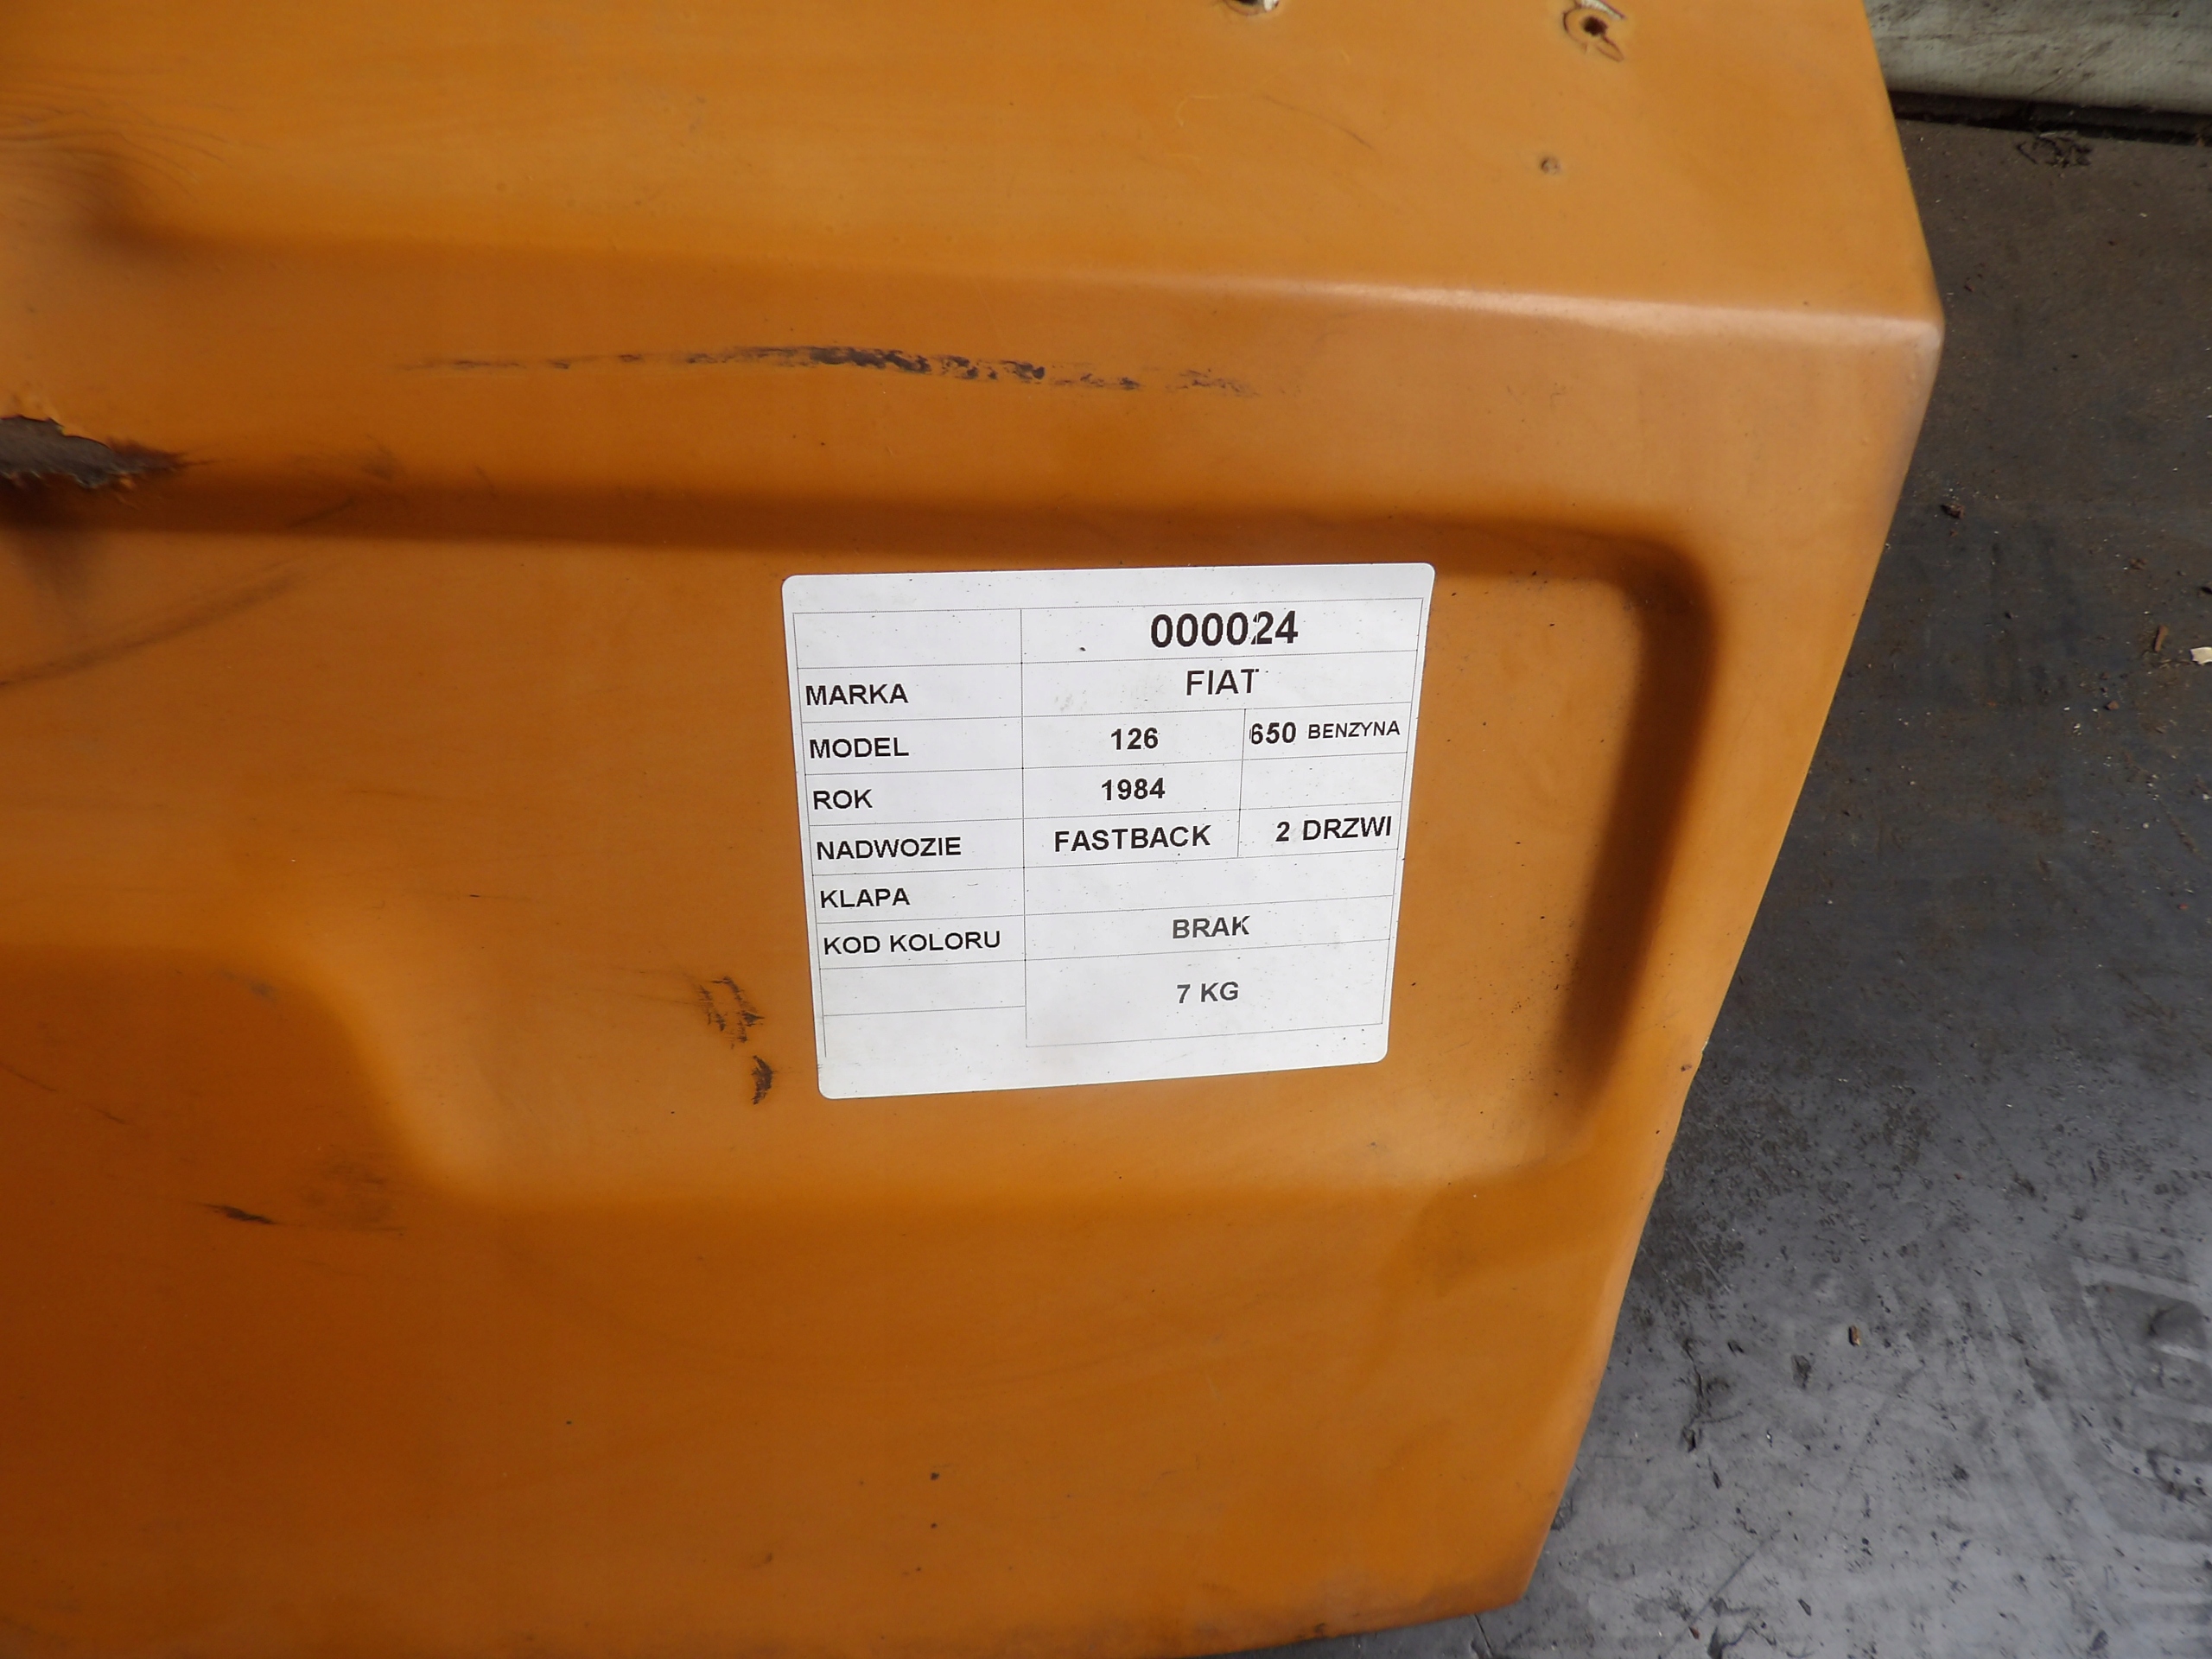 000024
MARKA FIAT
MODEL 126 650 BENZYNA
ROK 1984
NADWOZIE FASTBACK 2 DRZWI
KLAPA
KOD KOLORU BRAK
7 KG